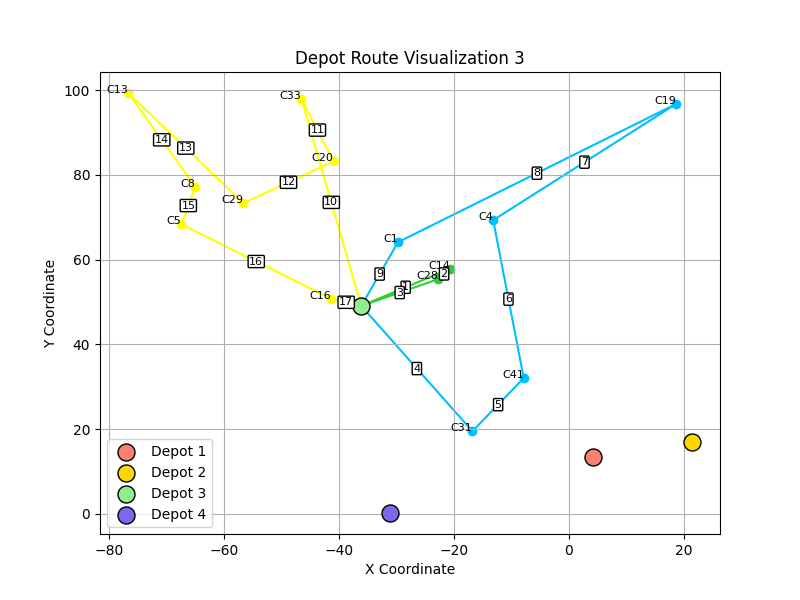 Depot Route Visualization 3
Y Coordinate
100
80
60
40
20
0
C13
C33
C19
14
13
11
C20
8
7
C8
12
C29
15
10
C5
C4
C1
16
9
C14
C28
2
1
3
C16
17
6
4
C41
5
C31
Depot 1
Depot 2
Depot 3
Depot 4
−80
−60
−40
−20
0
20
X Coordinate